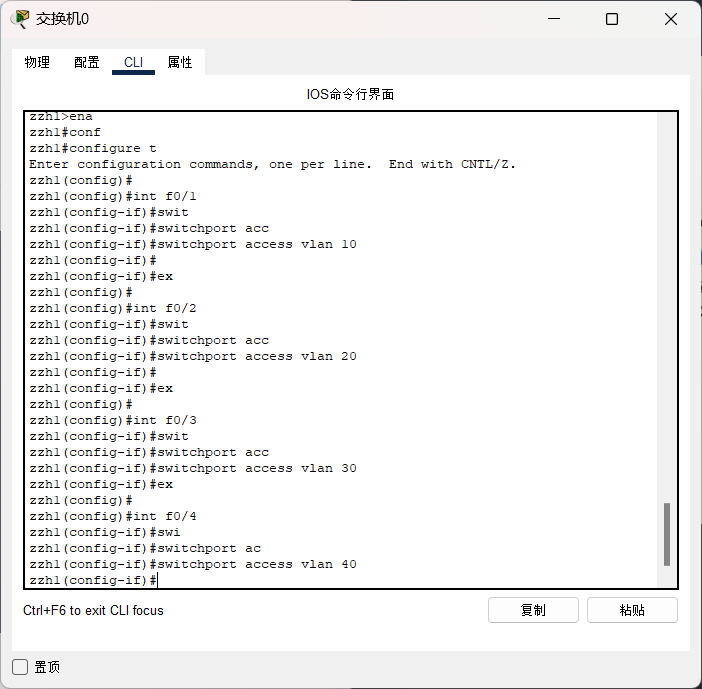 交换机0
物理 配置 CLI 属性
IOS命令行界面
zzh1>ena
zzh1#conf
zzh1#configure t
Enter configuration commands, one per line.  End with CNTL/Z.
zzh1(config)#
zzh1(config)#int f0/1
zzh1(config-if)#swit
zzh1(config-if)#switchport acc
zzh1(config-if)#switchport access vlan 10
zzh1(config-if)#
zzh1(config-if)#ex
zzh1(config)#
zzh1(config)#int f0/2
zzh1(config-if)#swit
zzh1(config-if)#switchport acc
zzh1(config-if)#switchport access vlan 20
zzh1(config-if)#
zzh1(config-if)#ex
zzh1(config)#
zzh1(config)#int f0/3
zzh1(config-if)#swit
zzh1(config-if)#switchport acc
zzh1(config-if)#switchport access vlan 30
zzh1(config-if)#ex
zzh1(config)#
zzh1(config)#int f0/4
zzh1(config-if)#swi
zzh1(config-if)#switchport ac
zzh1(config-if)#switchport access vlan 40
zzh1(config-if)#
Ctrl+F6 to exit CLI focus
复制 粘贴
置顶